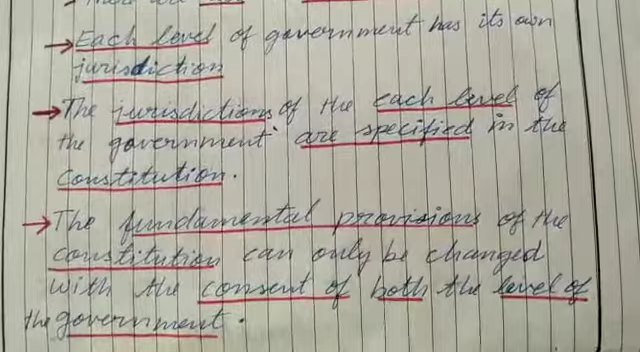 → Each level of government has its own
jurisdiction
→ The jurisdictions of the each level of
the government are specified in the
constitution.
→ The fundamental provisions of the
constitution can only be changed
with the consent of both the level of
the government.